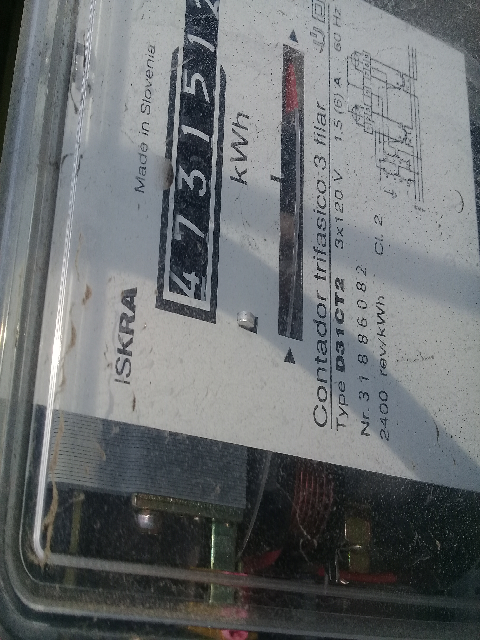 Made in Slovenia
4731512
kWh
ISKRA
Contador trifasico 3 filar
Type D31CT2 3x120 V 1,5 (6) A 60 Hz
Nr. 31886082 Cl. 2
2400 rev/kWh